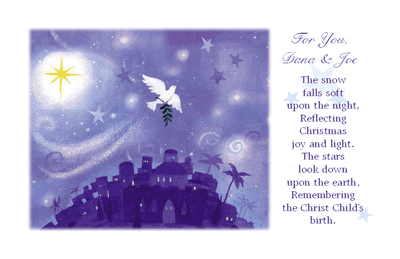 For You,
Dana & Joe
The snow
falls soft
upon the night,
Reflecting
Christmas
joy and light.
The stars
look down
upon the earth,
Remembering
the Christ Child's
birth.